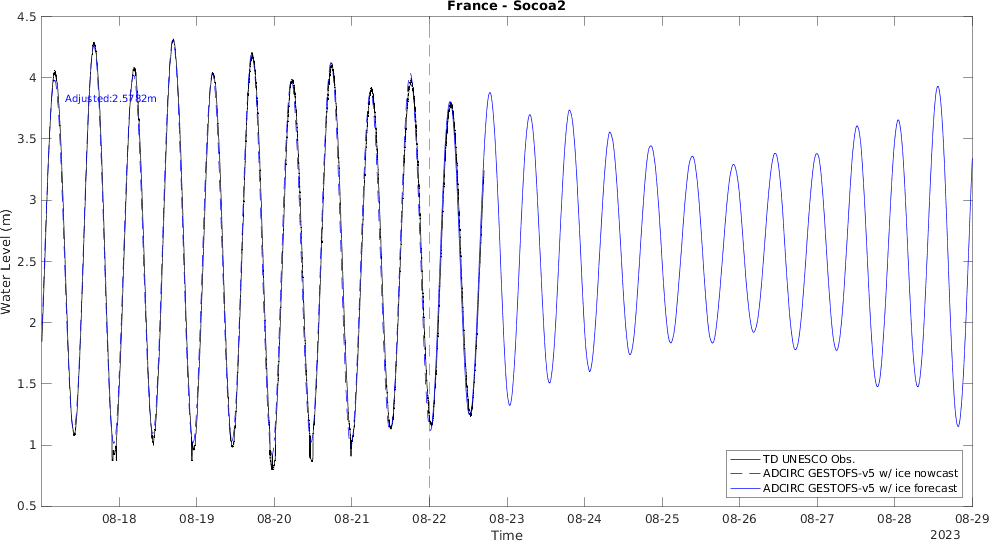 France - Socoa2
4.5
4
3.5
3
2.5
2
1.5
1
0.5
Water Level (m)
Adjusted:2.5782m
TD UNESCO Obs.
ADCIRC GESTOFS-v5 w/ ice nowcast
ADCIRC GESTOFS-v5 w/ ice forecast
08-18 08-19 08-20 08-21 08-22 08-23 08-24 08-25 08-26 08-27 08-28 08-29
Time
2023